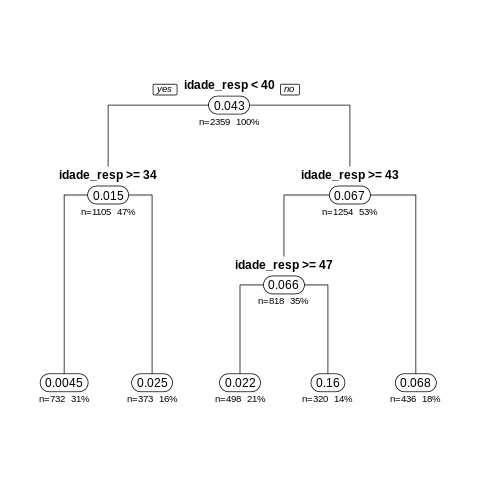 idade_resp < 40
yes
no
0.043
n=2359 100%
idade_resp >= 34
idade_resp >= 43
0.015
0.067
n=1105 47%
n=1254 53%
idade_resp >= 47
0.066
n=818 35%
0.0045
0.025
0.022
0.16
0.068
n=732 31%
n=373 16%
n=498 21%
n=320 14%
n=436 18%